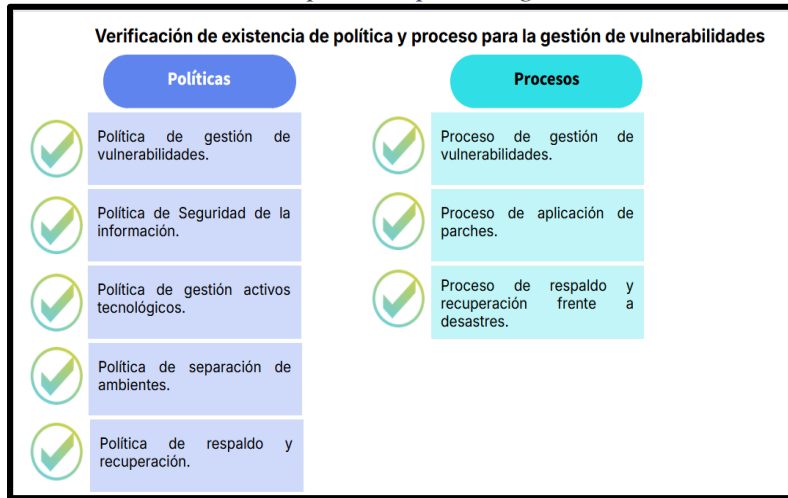 Verificación de existencia de política y proceso para la gestión de vulnerabilidades
Políticas
Política de gestión de
vulnerabilidades.
Política de Seguridad de la
información.
Política de gestión activos
tecnológicos.
Política de separación de
ambientes.
Política de respaldo y
recuperación.
Procesos
Proceso de gestión de
vulnerabilidades.
Proceso de aplicación de
parches.
Proceso de respaldo y
recuperación frente a
desastres.